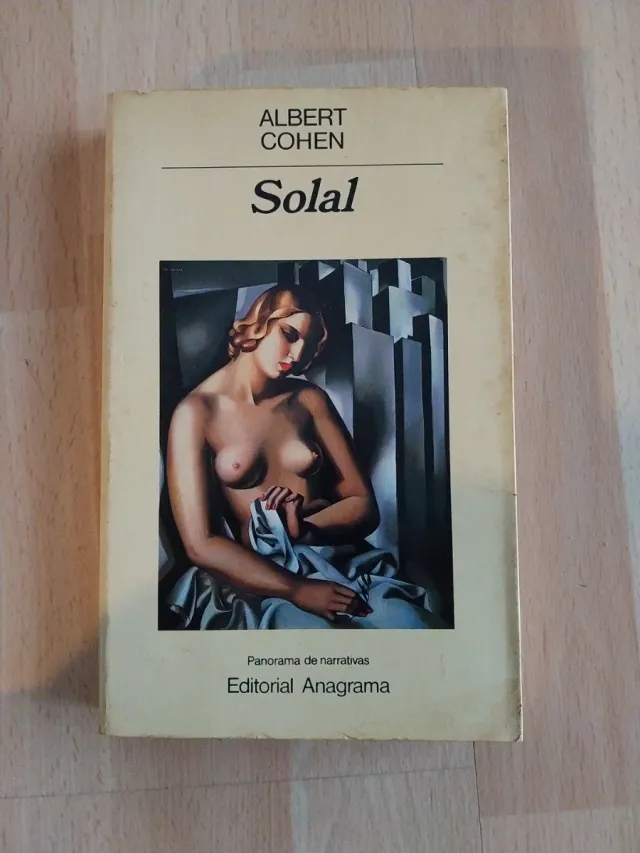 ALBERT
COHEN
Solal
Panorama de narrativas
Editorial Anagrama